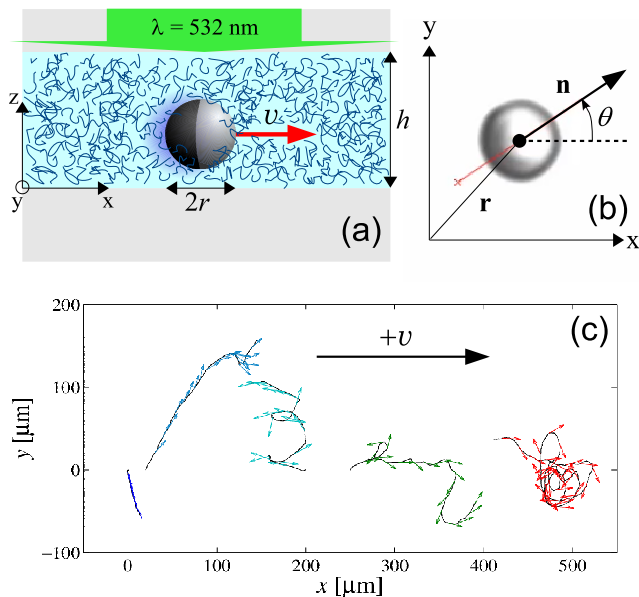 λ = 532 nm
z
v
h
y
x
2r
(a)
y
n
θ
(b)
r
x
200
(c)
+v
100
y [µm]
0
−100
0
100
200
300
400
500
x [µm]